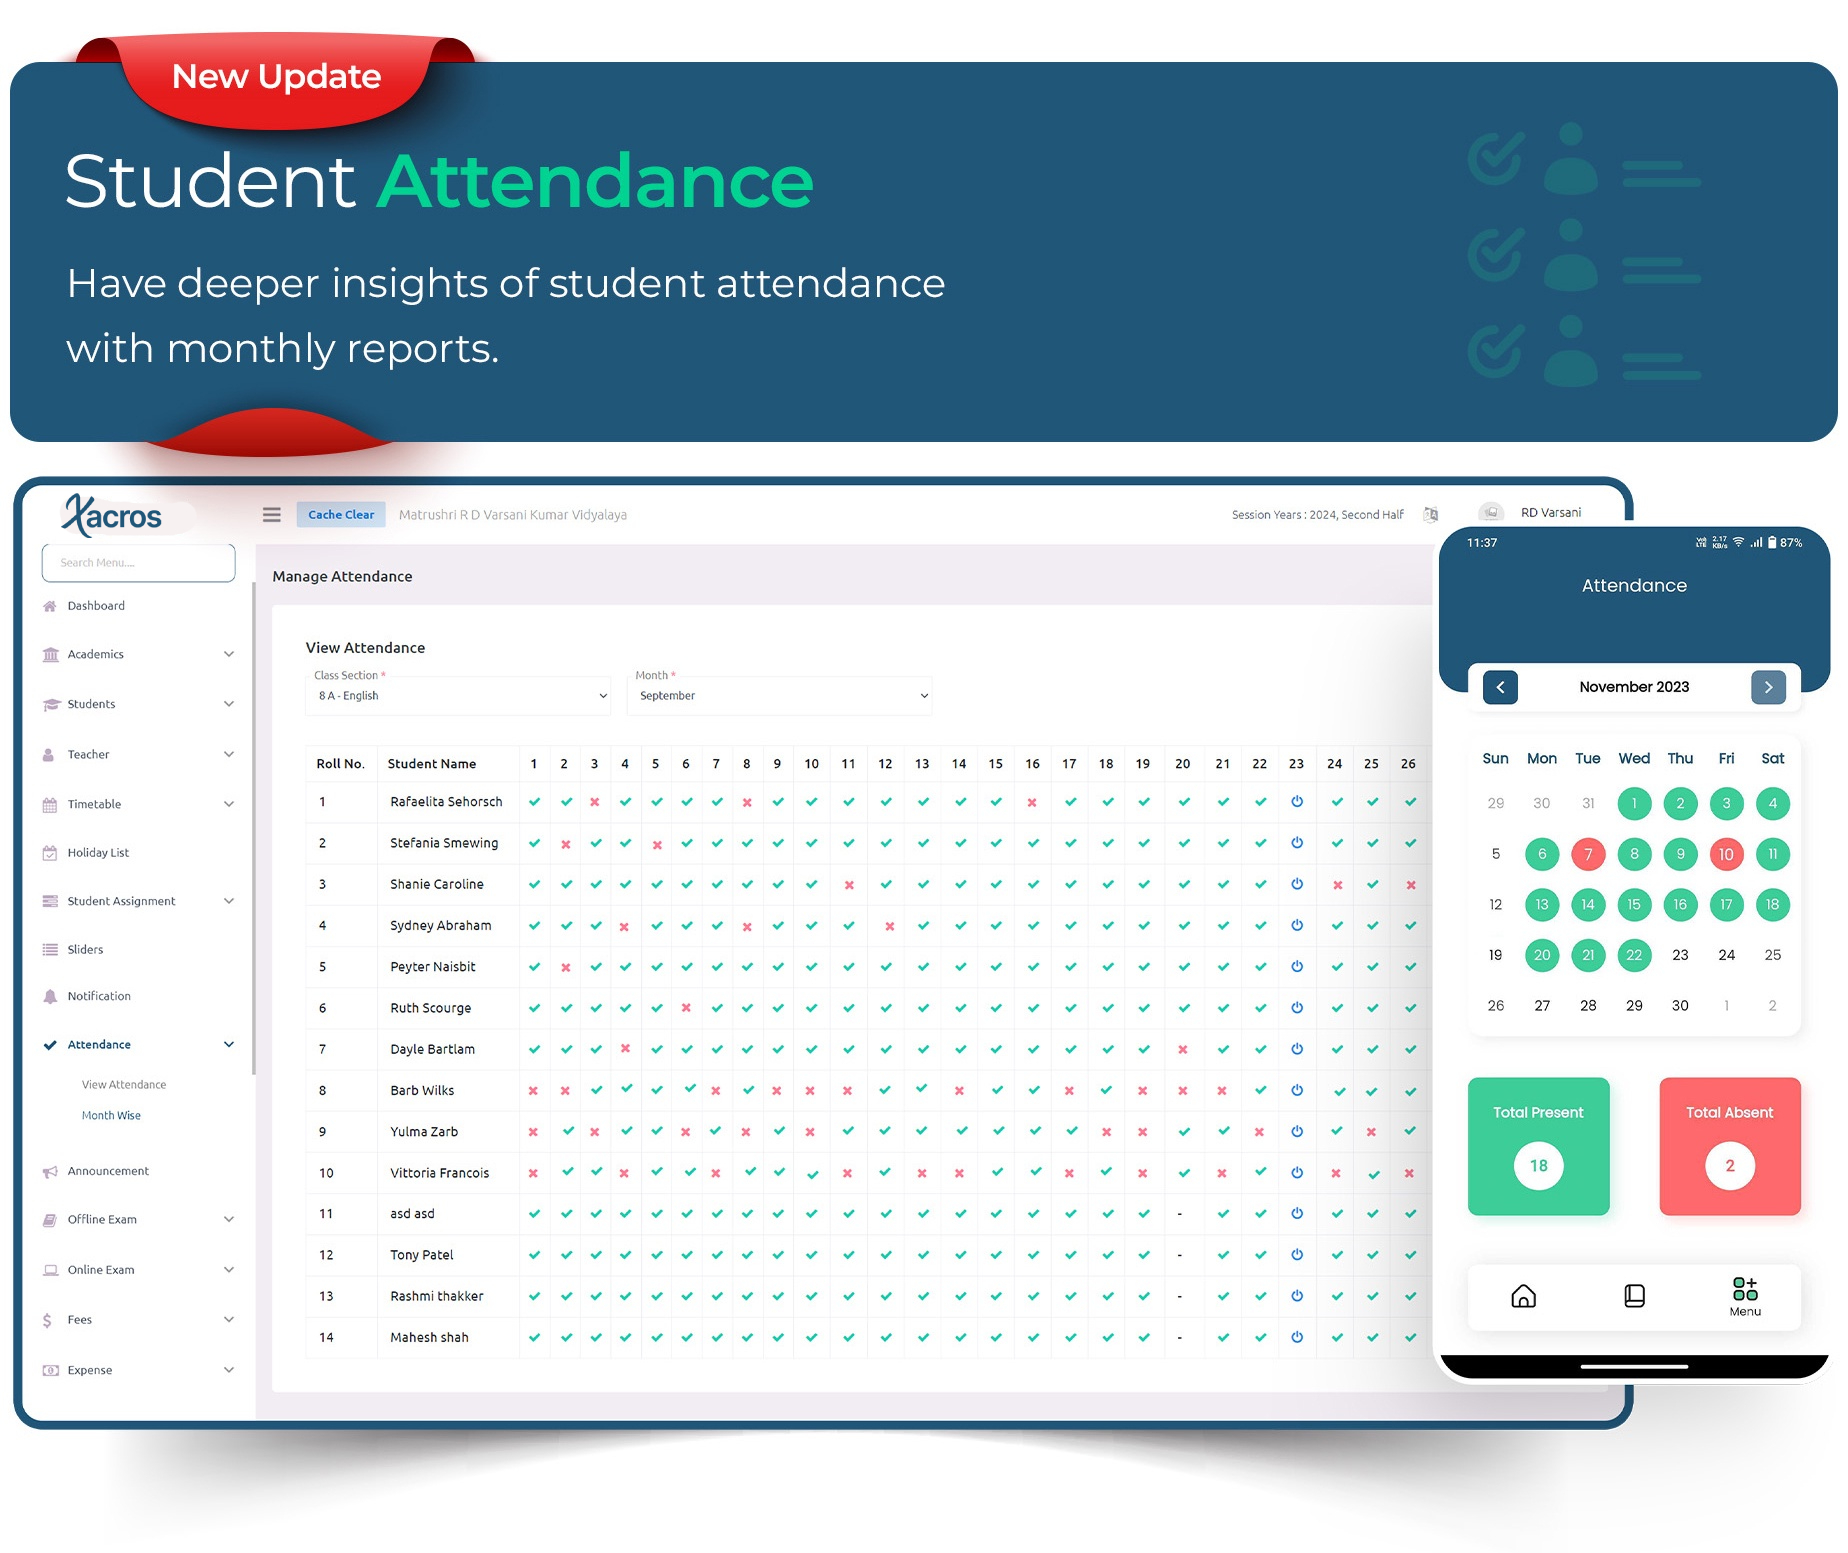 New Update
Student Attendance
Have deeper insights of student attendance
with monthly reports.
Xacros
Cache Clear
Matrushri R D Varsani Kumar Vidyalaya
Session Years : 2024, Second Half
RD Varsani
Search Menu....
Dashboard
Academics
Students
Teacher
Timetable
Holiday List
Student Assignment
Sliders
Notification
Attendance
View Attendance
Month Wise
Announcement
Offline Exam
Online Exam
Fees
Expense
Manage Attendance
View Attendance
Class Section *
8 A - English
Month *
September
Roll No. Student Name 1 2 3 4 5 6 7 8 9 10 11 12 13 14 15 16 17 18 19 20 21 22 23 24 25 26
1 Rafaelita Sehorsch
2 Stefania Smewing
3 Shanie Caroline
4 Sydney Abraham
5 Peyter Naisbit
6 Ruth Scourge
7 Dayle Bartlam
8 Barb Wilks
9 Yulma Zarb
10 Vittoria Francois
11 asd asd -
12 Tony Patel -
13 Rashmi thakker -
14 Mahesh shah -
11:37
Vo) LTE 2.17 KB/s 87%
Attendance
November 2023
Sun Mon Tue Wed Thu Fri Sat
29 30 31 1 2 3 4
5 6 7 8 9 10 11
12 13 14 15 16 17 18
19 20 21 22 23 24 25
26 27 28 29 30 1 2
Total Present
18
Total Absent
2
Menu